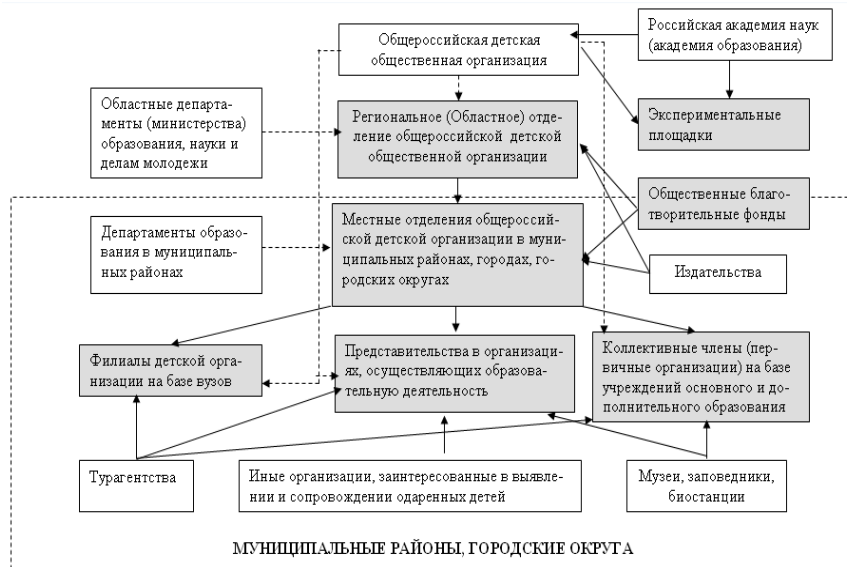 Общероссийская детская
общественная организация
Российская академия наук
(академия образования)
Областные департа-
менты (министерства)
образования, науки и
делам молодежи
Региональное (Областное) отде-
ление общероссийской детской
общественной организации
Экспериментальные
площадки
Общественные благо-
творительные фонды
Департаменты образо-
вания в муниципаль-
ных районах
Местные отделения общероссий-
ской детской организации в муни-
ципальных районах, городах, го-
родских округах
Издательства
Филиалы детской орга-
низации на базе вузов
Представительства в организаци-
ях, осуществляющих образова-
тельную деятельность
Коллективные члены (пер-
вичные организации) на базе
учреждений основного и до-
полнительного образования
Турагентства
Иные организации, заинтересованные в выявле-
нии и сопровождении одаренных детей
Музеи, заповедники,
биостанции
МУНИЦИПАЛЬНЫЕ РАЙОНЫ, ГОРОДСКИЕ ОКРУГА